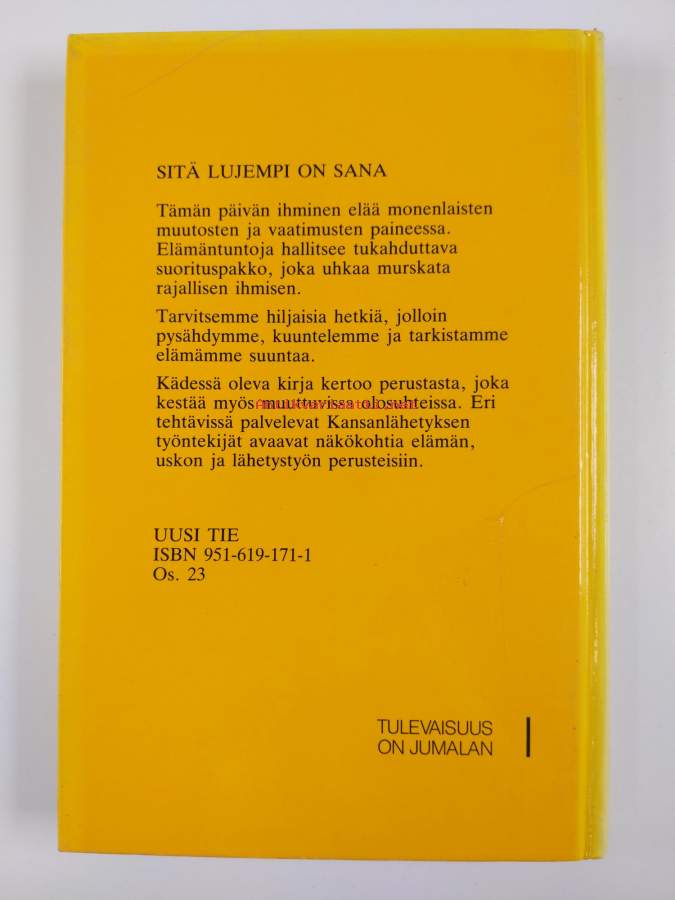 SITÄ LUJEMPI ON SANA
Tämän päivän ihminen elää monenlaisten
muutosten ja vaatimusten paineessa.
Elämäntuntoja hallitsee tukahduttava
suorituspakko, joka uhkaa murskata
rajallisen ihmisen.
Tarvitsemme hiljaisia hetkiä, jolloin
pysähdymme, kuuntelemme ja tarkistamme
elämämme suuntaa.
Kädessä oleva kirja kertoo perustasta, joka
kestää myös muuttuvissa olosuhteissa. Eri
tehtävissä palvelevat Kansanlähetyksen
työntekijät avaavat näkökohtia elämän,
uskon ja lähetystyön perusteisiin.
UUSI TIE
ISBN 951-619-171-1
Os. 23
TULEVAISUUS
ON JUMALAN